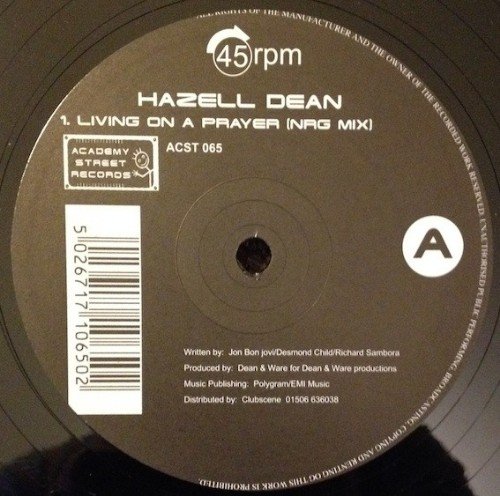 ALL RIGHTS OF THE MANUFACTURER AND THE OWNER OF THE RECORDED WORK RESERVED. UNAUTHORISED PUBLIC PERFORMING, BROADCASTING, COPYING AND RENTING OG THIS WORK IS PROHIBITED.
45 rpm
HAZELL DEAN
1. LIVING ON A PRAYER (NRG MIX)
ACADEMY
STREET
RECORDS
ACST 065
A
5 026717 106502
Written by: Jon Bon jovi/Desmond Child/Richard Sambora
Produced by: Dean & Ware for Dean & Ware productions
Music Publishing: Polygram/EMI Music
Distributed by: Clubscene 01506 636038